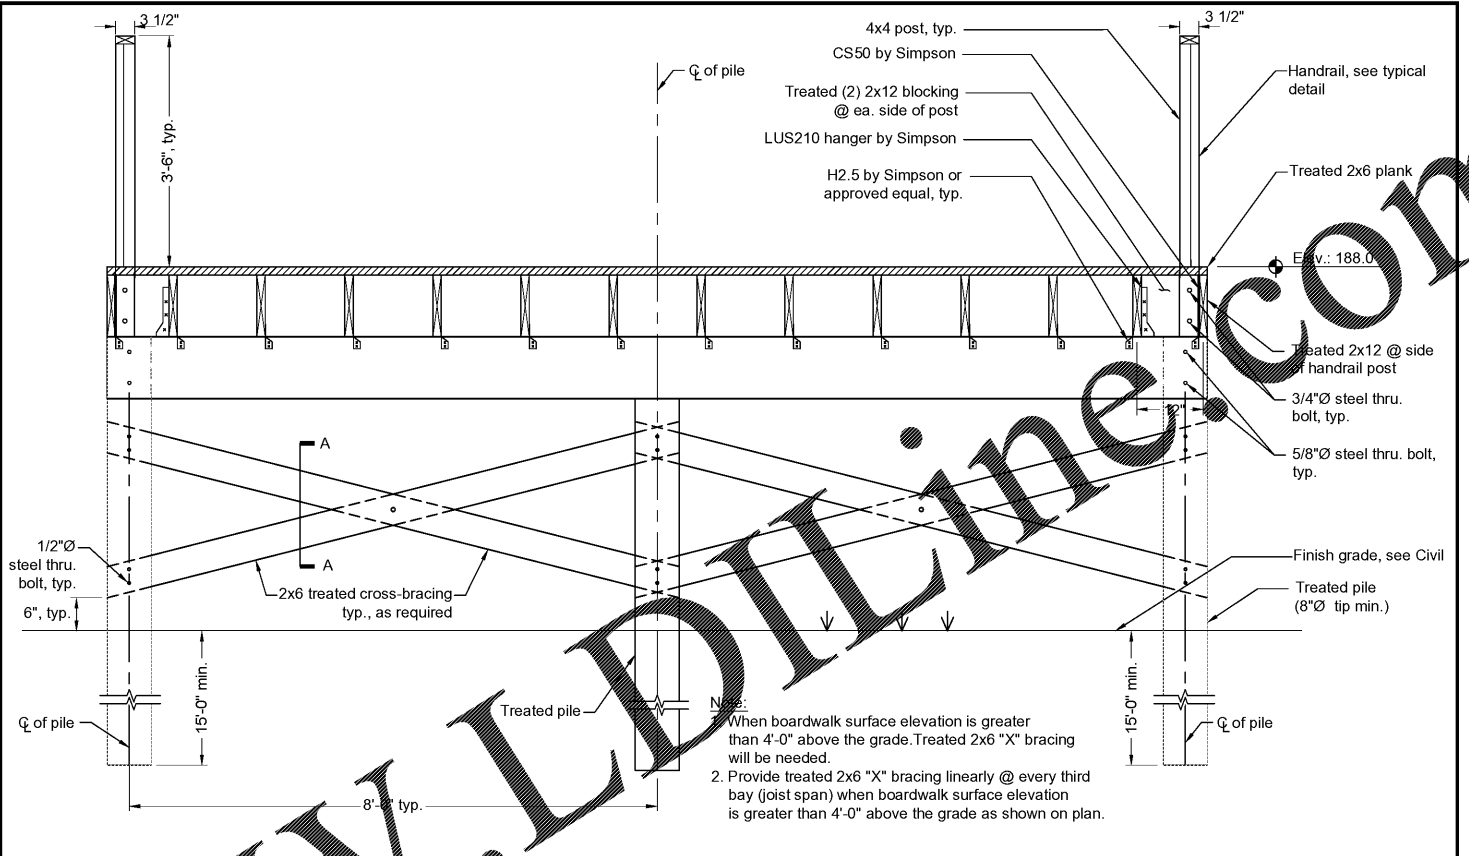 3 1/2"
3 1/2"
4x4 post, typ.
CS50 by Simpson
℄ of pile
Treated (2) 2x12 blocking
@ ea. side of post
Handrail, see typical
detail
3'-6", typ.
LUS210 hanger by Simpson
H2.5 by Simpson or
approved equal, typ.
Treated 2x6 plank
Elev.: 188.0
Treated 2x12 @ side
of handrail post
3/4"Ø steel thru.
bolt, typ.
12"
5/8"Ø steel thru. bolt,
typ.
A
A
1/2"Ø
steel thru.
bolt, typ.
6", typ.
2x6 treated cross-bracing
typ., as required
Finish grade, see Civil
Treated pile
(8"Ø tip min.)
15'-0" min.
15'-0" min.
℄ of pile
Treated pile
℄ of pile
Note:
1. When boardwalk surface elevation is greater
than 4'-0" above the grade.Treated 2x6 "X" bracing
will be needed.
2. Provide treated 2x6 "X" bracing linearly @ every third
bay (joist span) when boardwalk surface elevation
is greater than 4'-0" above the grade as shown on plan.
typ.
.LDILine.com